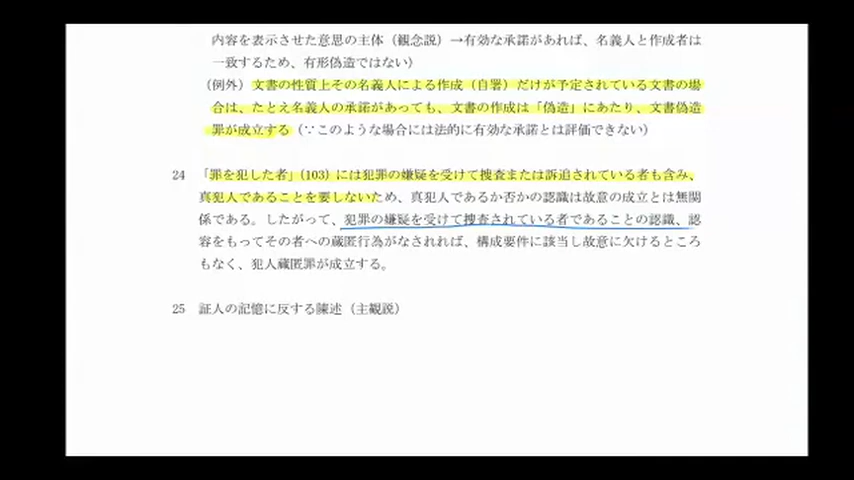 内容を表示させた意思の主体（観念説）→有効な承諾があれば、名義人と作成者は
一致するため、有形偽造ではない）
（例外）文書の性質上その名義人による作成（自署）だけが予定されている文書の場
合は、たとえ名義人の承諾があっても、文書の作成は「偽造」にあたり、文書偽造
罪が成立する（∵このような場合には法的に有効な承諾とは評価できない）
24 「罪を犯した者」(103) には犯罪の嫌疑を受けて捜査または訴追されている者も含み、
真犯人であることを要しないため、真犯人であるか否かの認識は故意の成立とは無関
係である。したがって、犯罪の嫌疑を受けて捜査されている者であることの認識、認
容をもってその者への蔵匿行為がなされれば、構成要件に該当し故意に欠けるところ
もなく、犯人蔵匿罪が成立する。
25 証人の記憶に反する陳述（主観説）